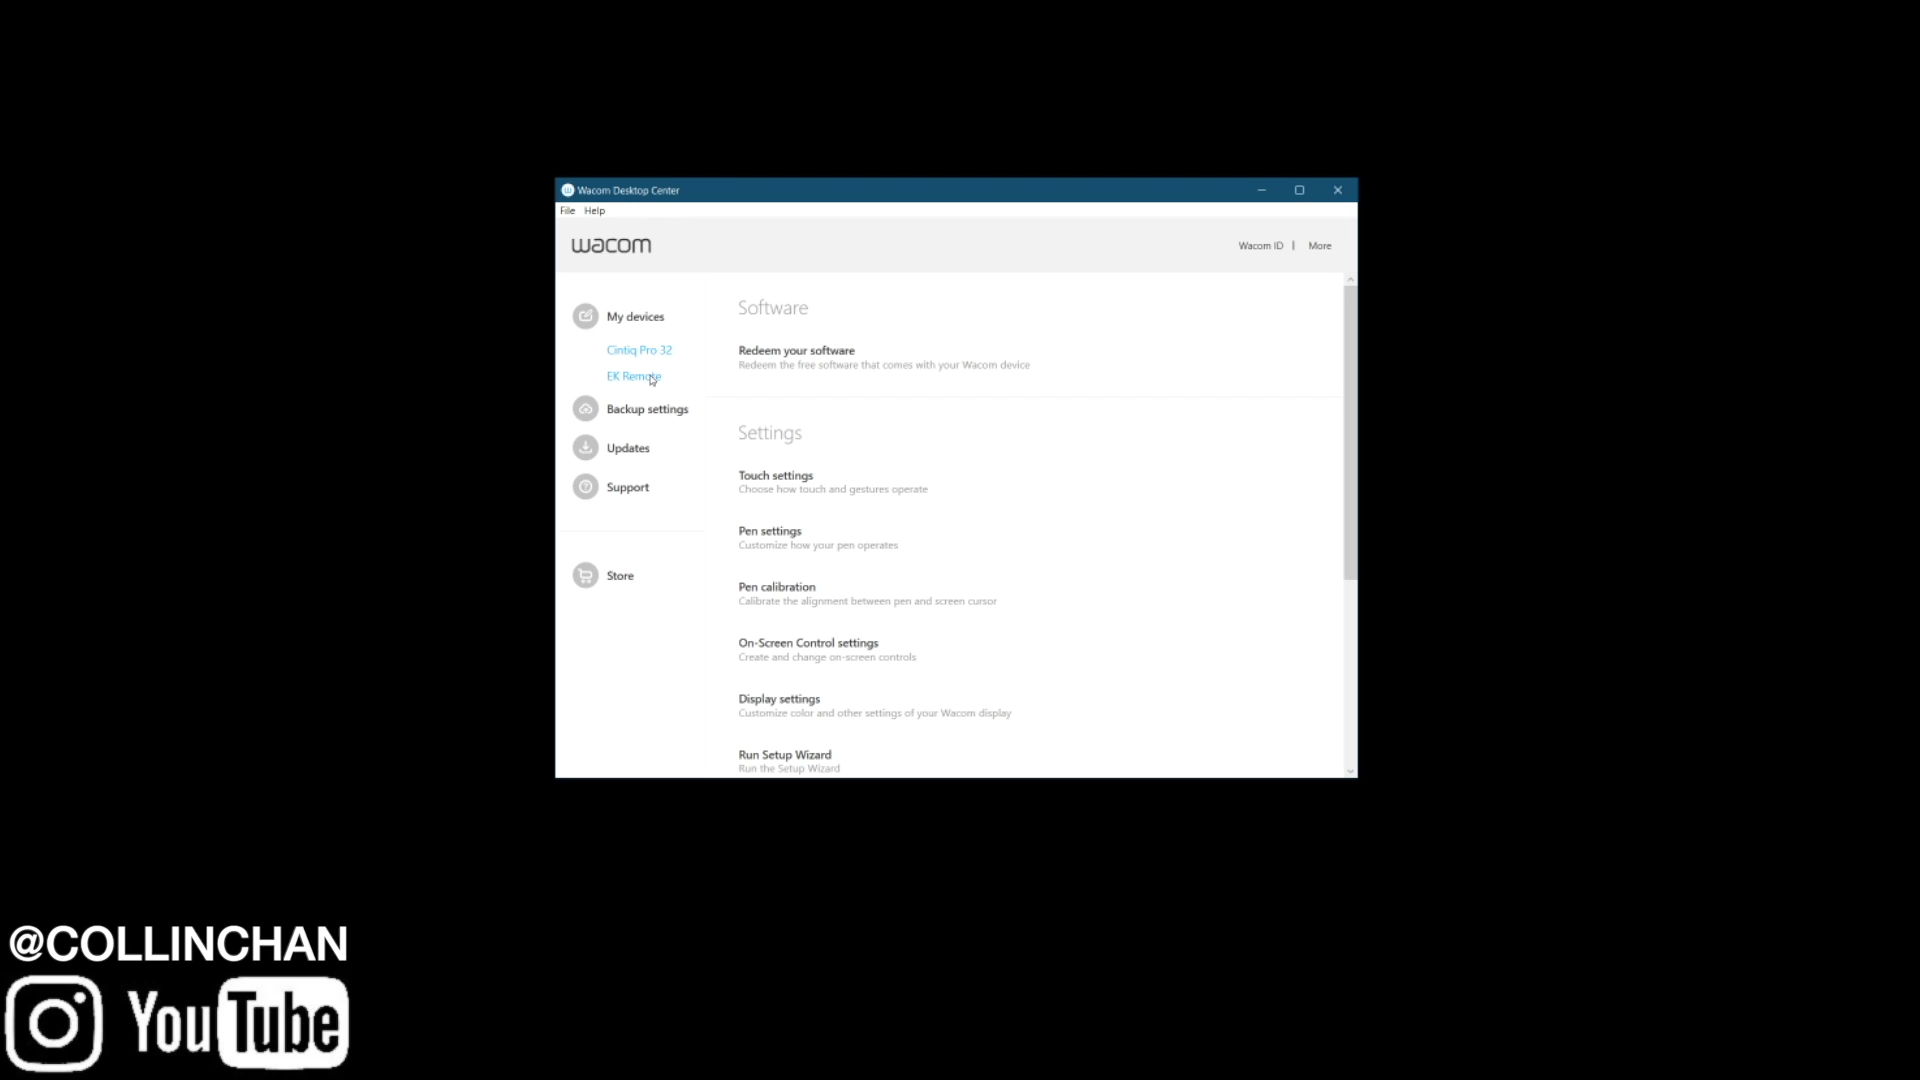 Wacom Desktop Center
File Help
wacom
Wacom ID | More
My devices
Cintiq Pro 32
EK Remote
Backup settings
Updates
Support
Store
Software
Redeem your software
Redeem the free software that comes with your Wacom device
Settings
Touch settings
Choose how touch and gestures operate
Pen settings
Customize how your pen operates
Pen calibration
Calibrate the alignment between pen and screen cursor
On-Screen Control settings
Create and change on-screen controls
Display settings
Customize color and other settings of your Wacom display
Run Setup Wizard
Run the Setup Wizard
@COLLINCHAN
YouTube